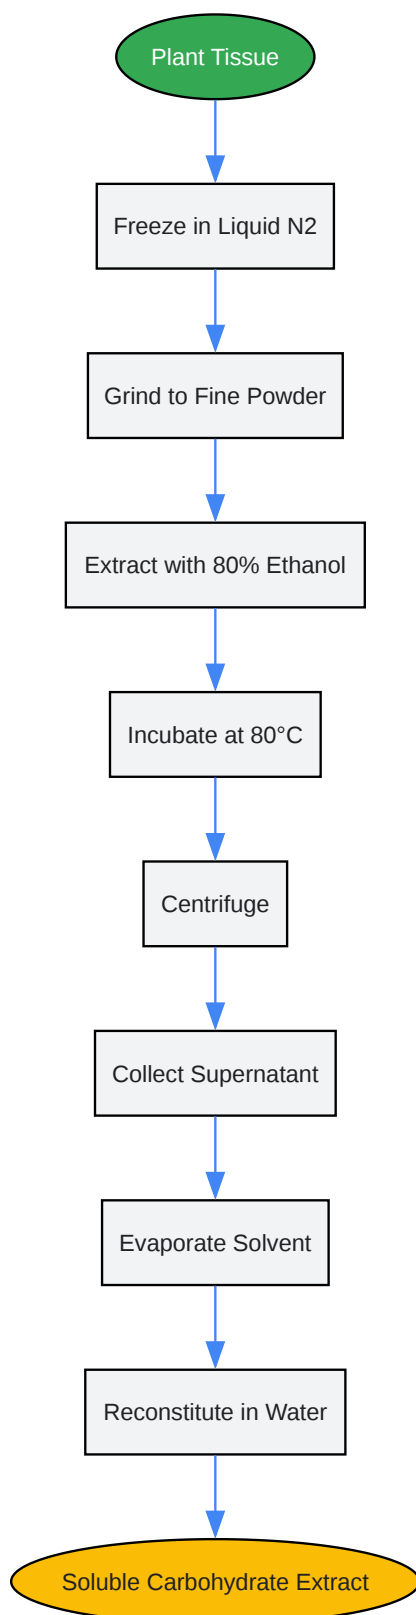 Plant Tissue
Freeze in Liquid N2
Grind to Fine Powder
Extract with 80% Ethanol
Incubate at 80°C
Centrifuge
Collect Supernatant
Evaporate Solvent
Reconstitute in Water
Soluble Carbohydrate Extract